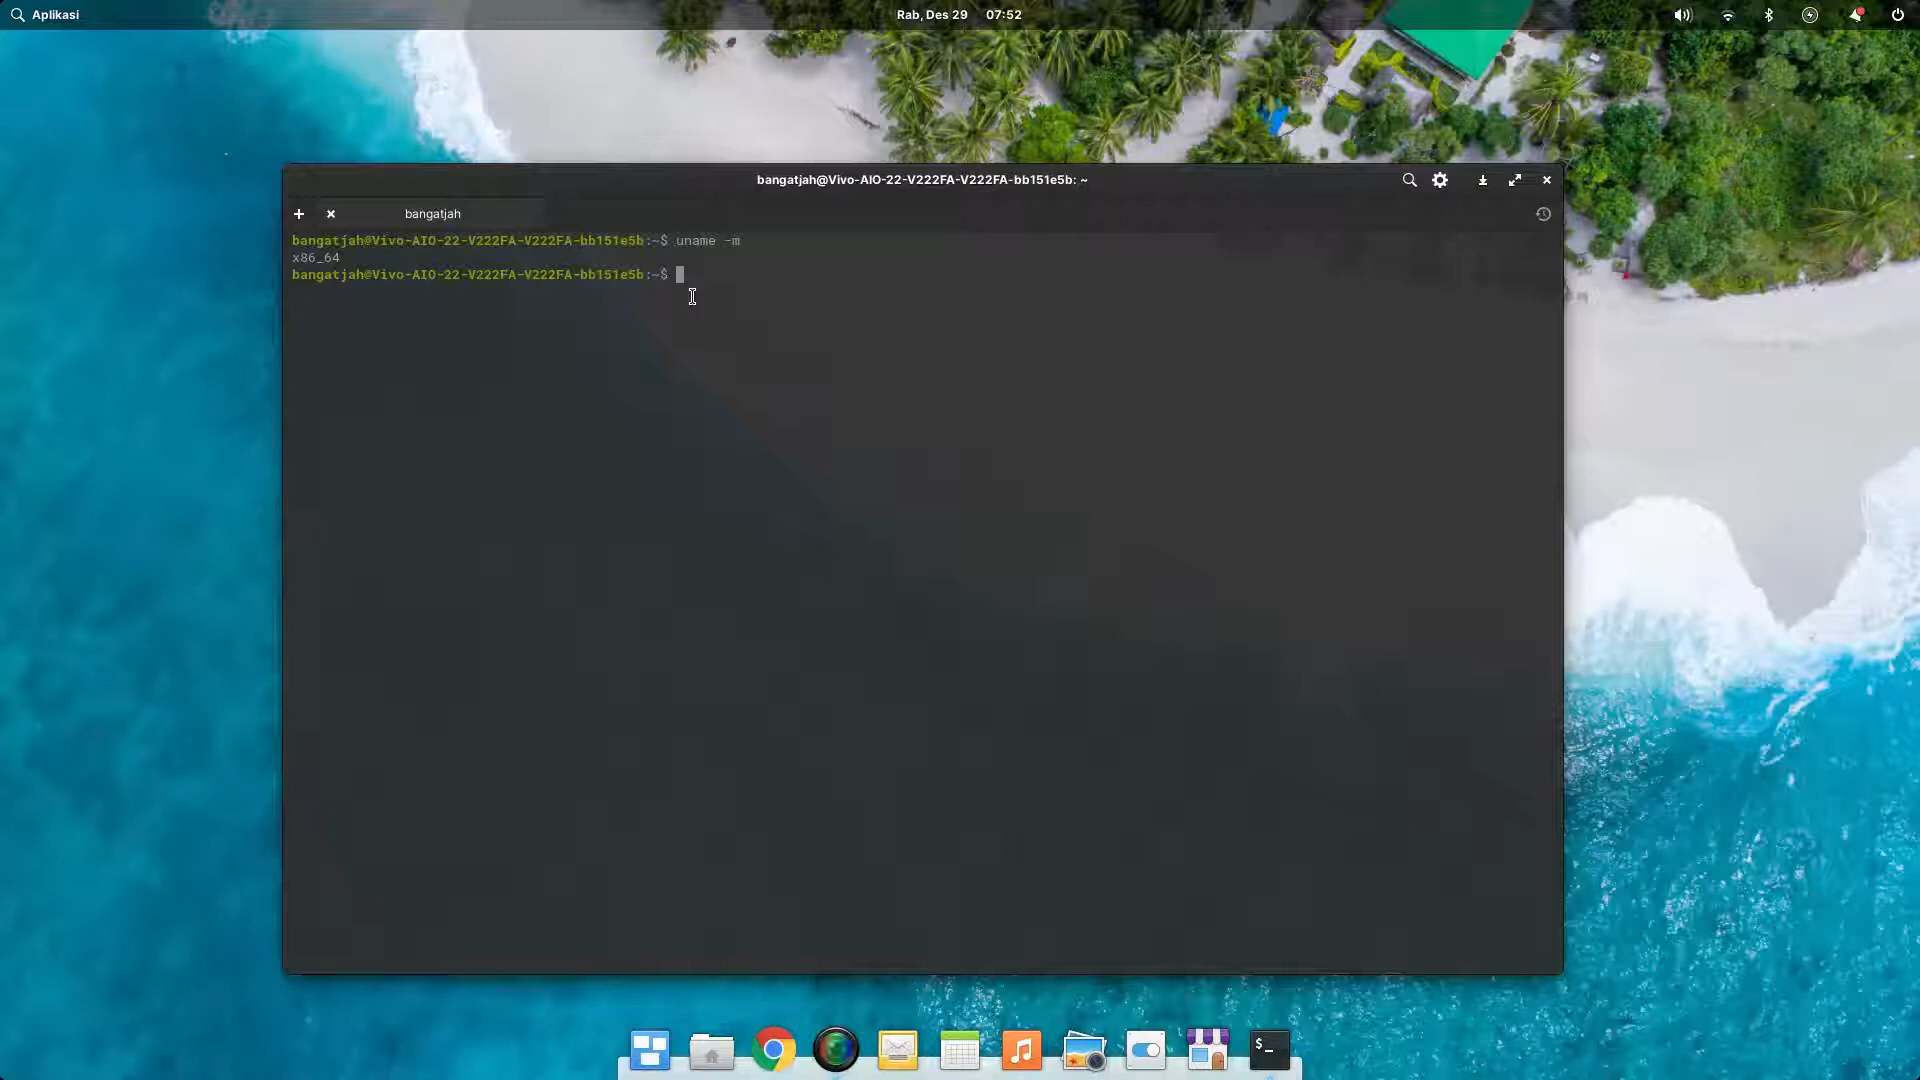 Aplikasi
Rab, Des 29 07:52
bangatjah@Vivo-AIO-22-V222FA-V222FA-bb151e5b: ~
bangatjah
bangatjah@Vivo-AIO-22-V222FA-V222FA-bb151e5b:~$ uname -m
x86_64
bangatjah@Vivo-AIO-22-V222FA-V222FA-bb151e5b:~$
$_